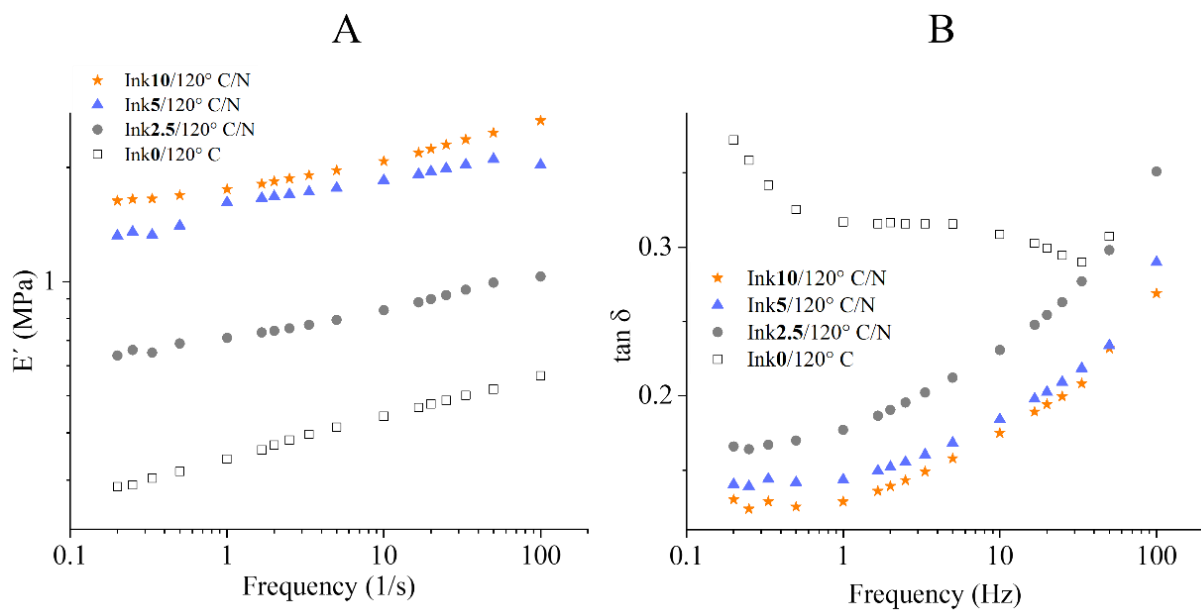 A
Ink10/120° C/N
Ink5/120° C/N
Ink2.5/120° C/N
Ink0/120° C
2
1
E´ (MPa)
0.1
1
10
100
Frequency (1/s)
B
0.3
0.2
tan δ
Ink10/120° C/N
Ink5/120° C/N
Ink2.5/120° C/N
Ink0/120° C
0.1
1
10
100
Frequency (Hz)